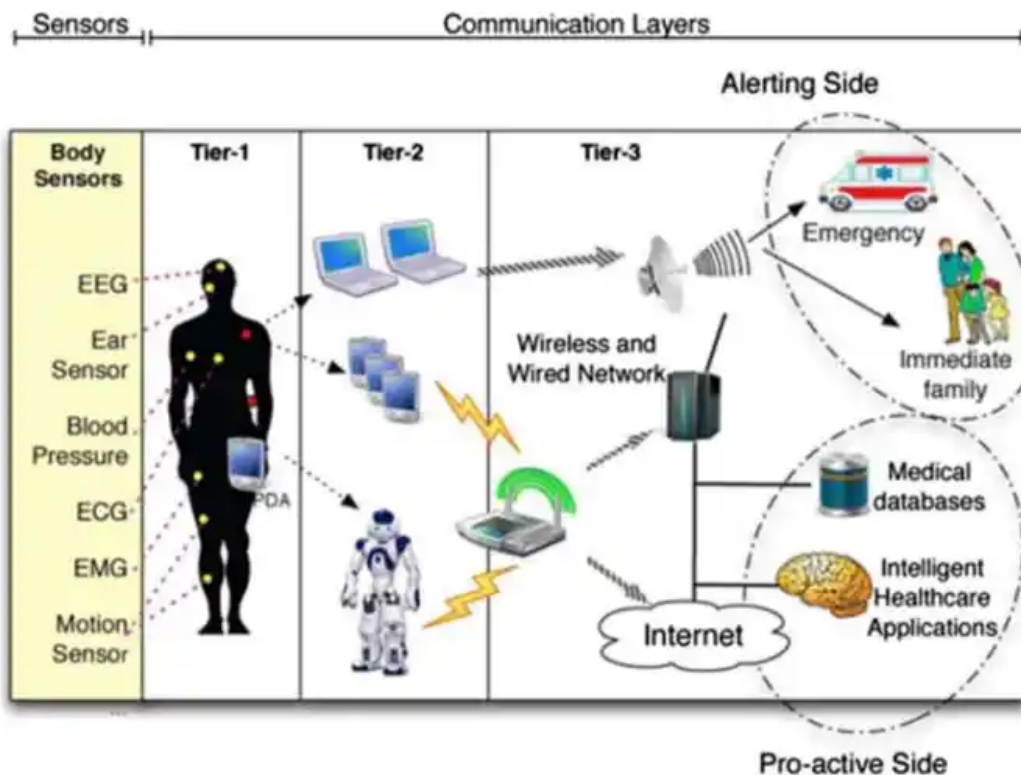 Sensors
Communication Layers
Alerting Side
Body
Sensors
Tier-1
Tier-2
Tier-3
EEG
Ear
Sensor
Blood
Pressure
ECG
EMG
Motion
Sensor
...
PDA
Wireless and
Wired Network
Emergency
Immediate
family
Medical
databases
Intelligent
Healthcare
Applications
Internet
Pro-active Side